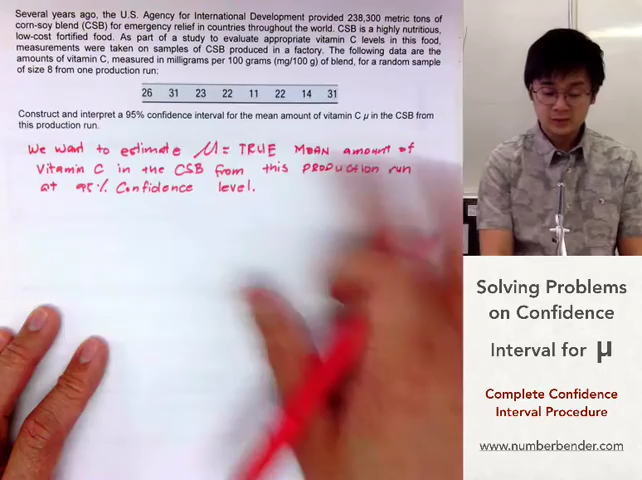 Several years ago, the U.S. Agency for International Development provided 238,300 metric tons of
corn-soy blend (CSB) for emergency relief in countries throughout the world. CSB is a highly nutritious,
low-cost fortified food. As part of a study to evaluate appropriate vitamin C levels in this food,
measurements were taken on samples of CSB produced in a factory. The following data are the
amounts of vitamin C, measured in milligrams per 100 grams (mg/100 g) of blend, for a random sample
of size 8 from one production run:
26 31 23 22 11 22 14 31
Construct and interpret a 95% confidence interval for the mean amount of vitamin C μ in the CSB from
this production run.
We want to estimate μ = TRUE MEAN amount of
Vitamin C in the CSB from this PRODUCTION run
at 95% Confidence level.
Solving Problems
on Confidence
Interval for μ
Complete Confidence
Interval Procedure
www.numberbender.com